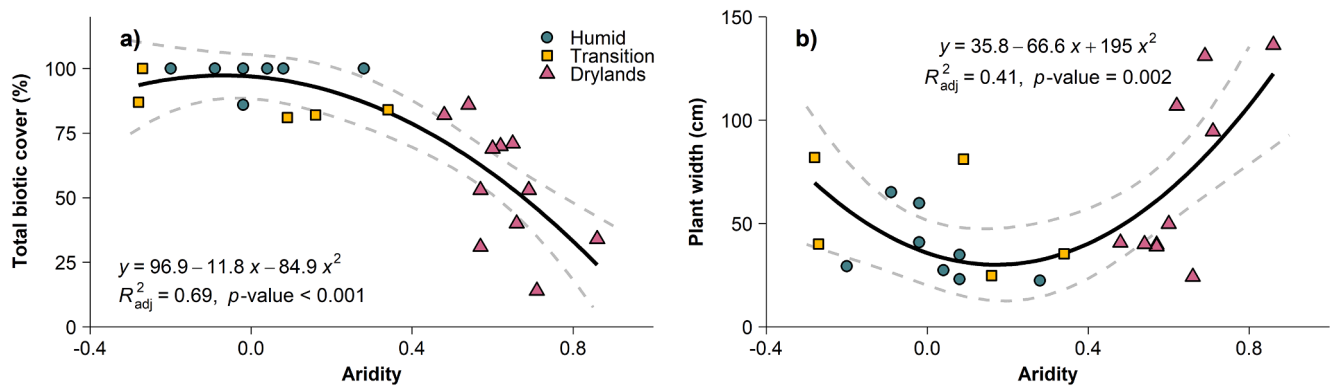 a)
Humid
Transition
Drylands
Total biotic cover (%)
100
75
50
25
0
y = 96.9 − 11.8 x − 84.9 x²
R²adj = 0.69, p-value < 0.001
-0.4
0.0
0.4
0.8
Aridity
b)
y = 35.8 − 66.6 x + 195 x²
R²adj = 0.41, p-value = 0.002
Plant width (cm)
150
100
50
0
-0.4
0.0
0.4
0.8
Aridity